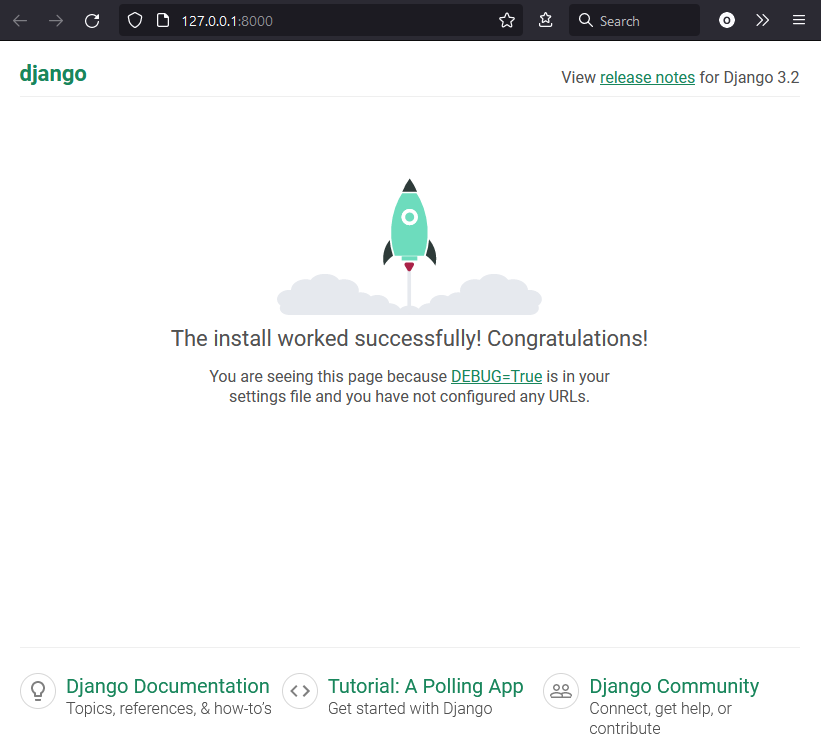 127.0.0.1:8000
Search
django
View release notes for Django 3.2
The install worked successfully! Congratulations!
You are seeing this page because DEBUG=True is in your
settings file and you have not configured any URLs.
Django Documentation
Topics, references, & how-to’s
Tutorial: A Polling App
Get started with Django
Django Community
Connect, get help, or
contribute